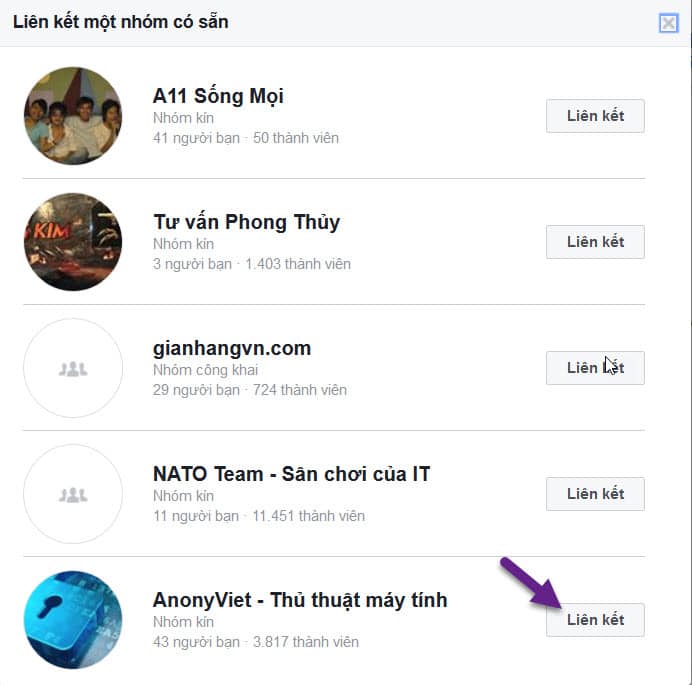 Liên kết một nhóm có sẵn
A11 Sống Mọi
Nhóm kín
41 người bạn · 50 thành viên
Liên kết
KIM
Tư vấn Phong Thủy
Nhóm kín
3 người bạn · 1.403 thành viên
Liên kết
gianhangvn.com
Nhóm công khai
29 người bạn · 724 thành viên
Liên kết
NATO Team - Sân chơi của IT
Nhóm kín
11 người bạn · 11.451 thành viên
Liên kết
AnonyViet - Thủ thuật máy tính
Nhóm kín
43 người bạn · 3.817 thành viên
Liên kết